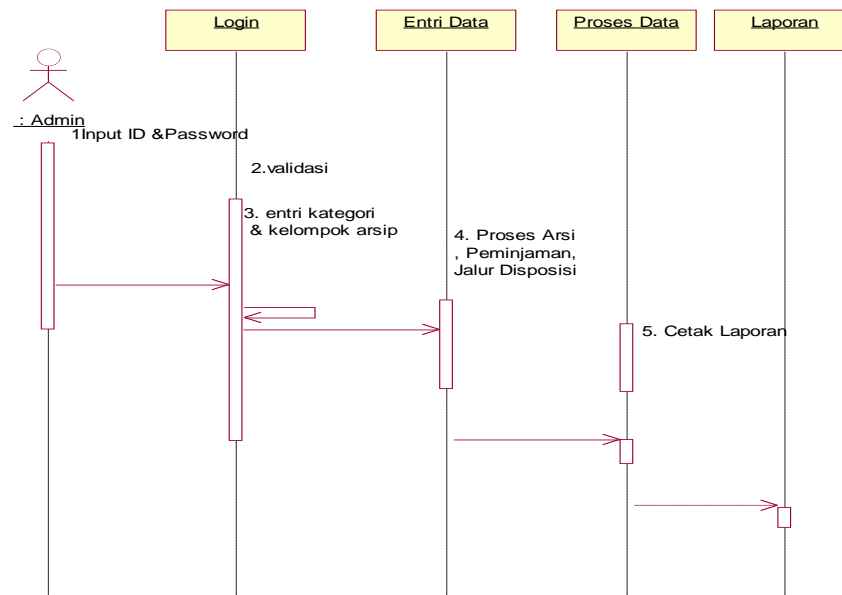 Login
Entri Data
Proses Data
Laporan
: Admin
1Input ID &Password
2.validasi
3. entri kategori
& kelompok arsip
4. Proses Arsi
, Peminjaman,
Jalur Disposisi
5. Cetak Laporan